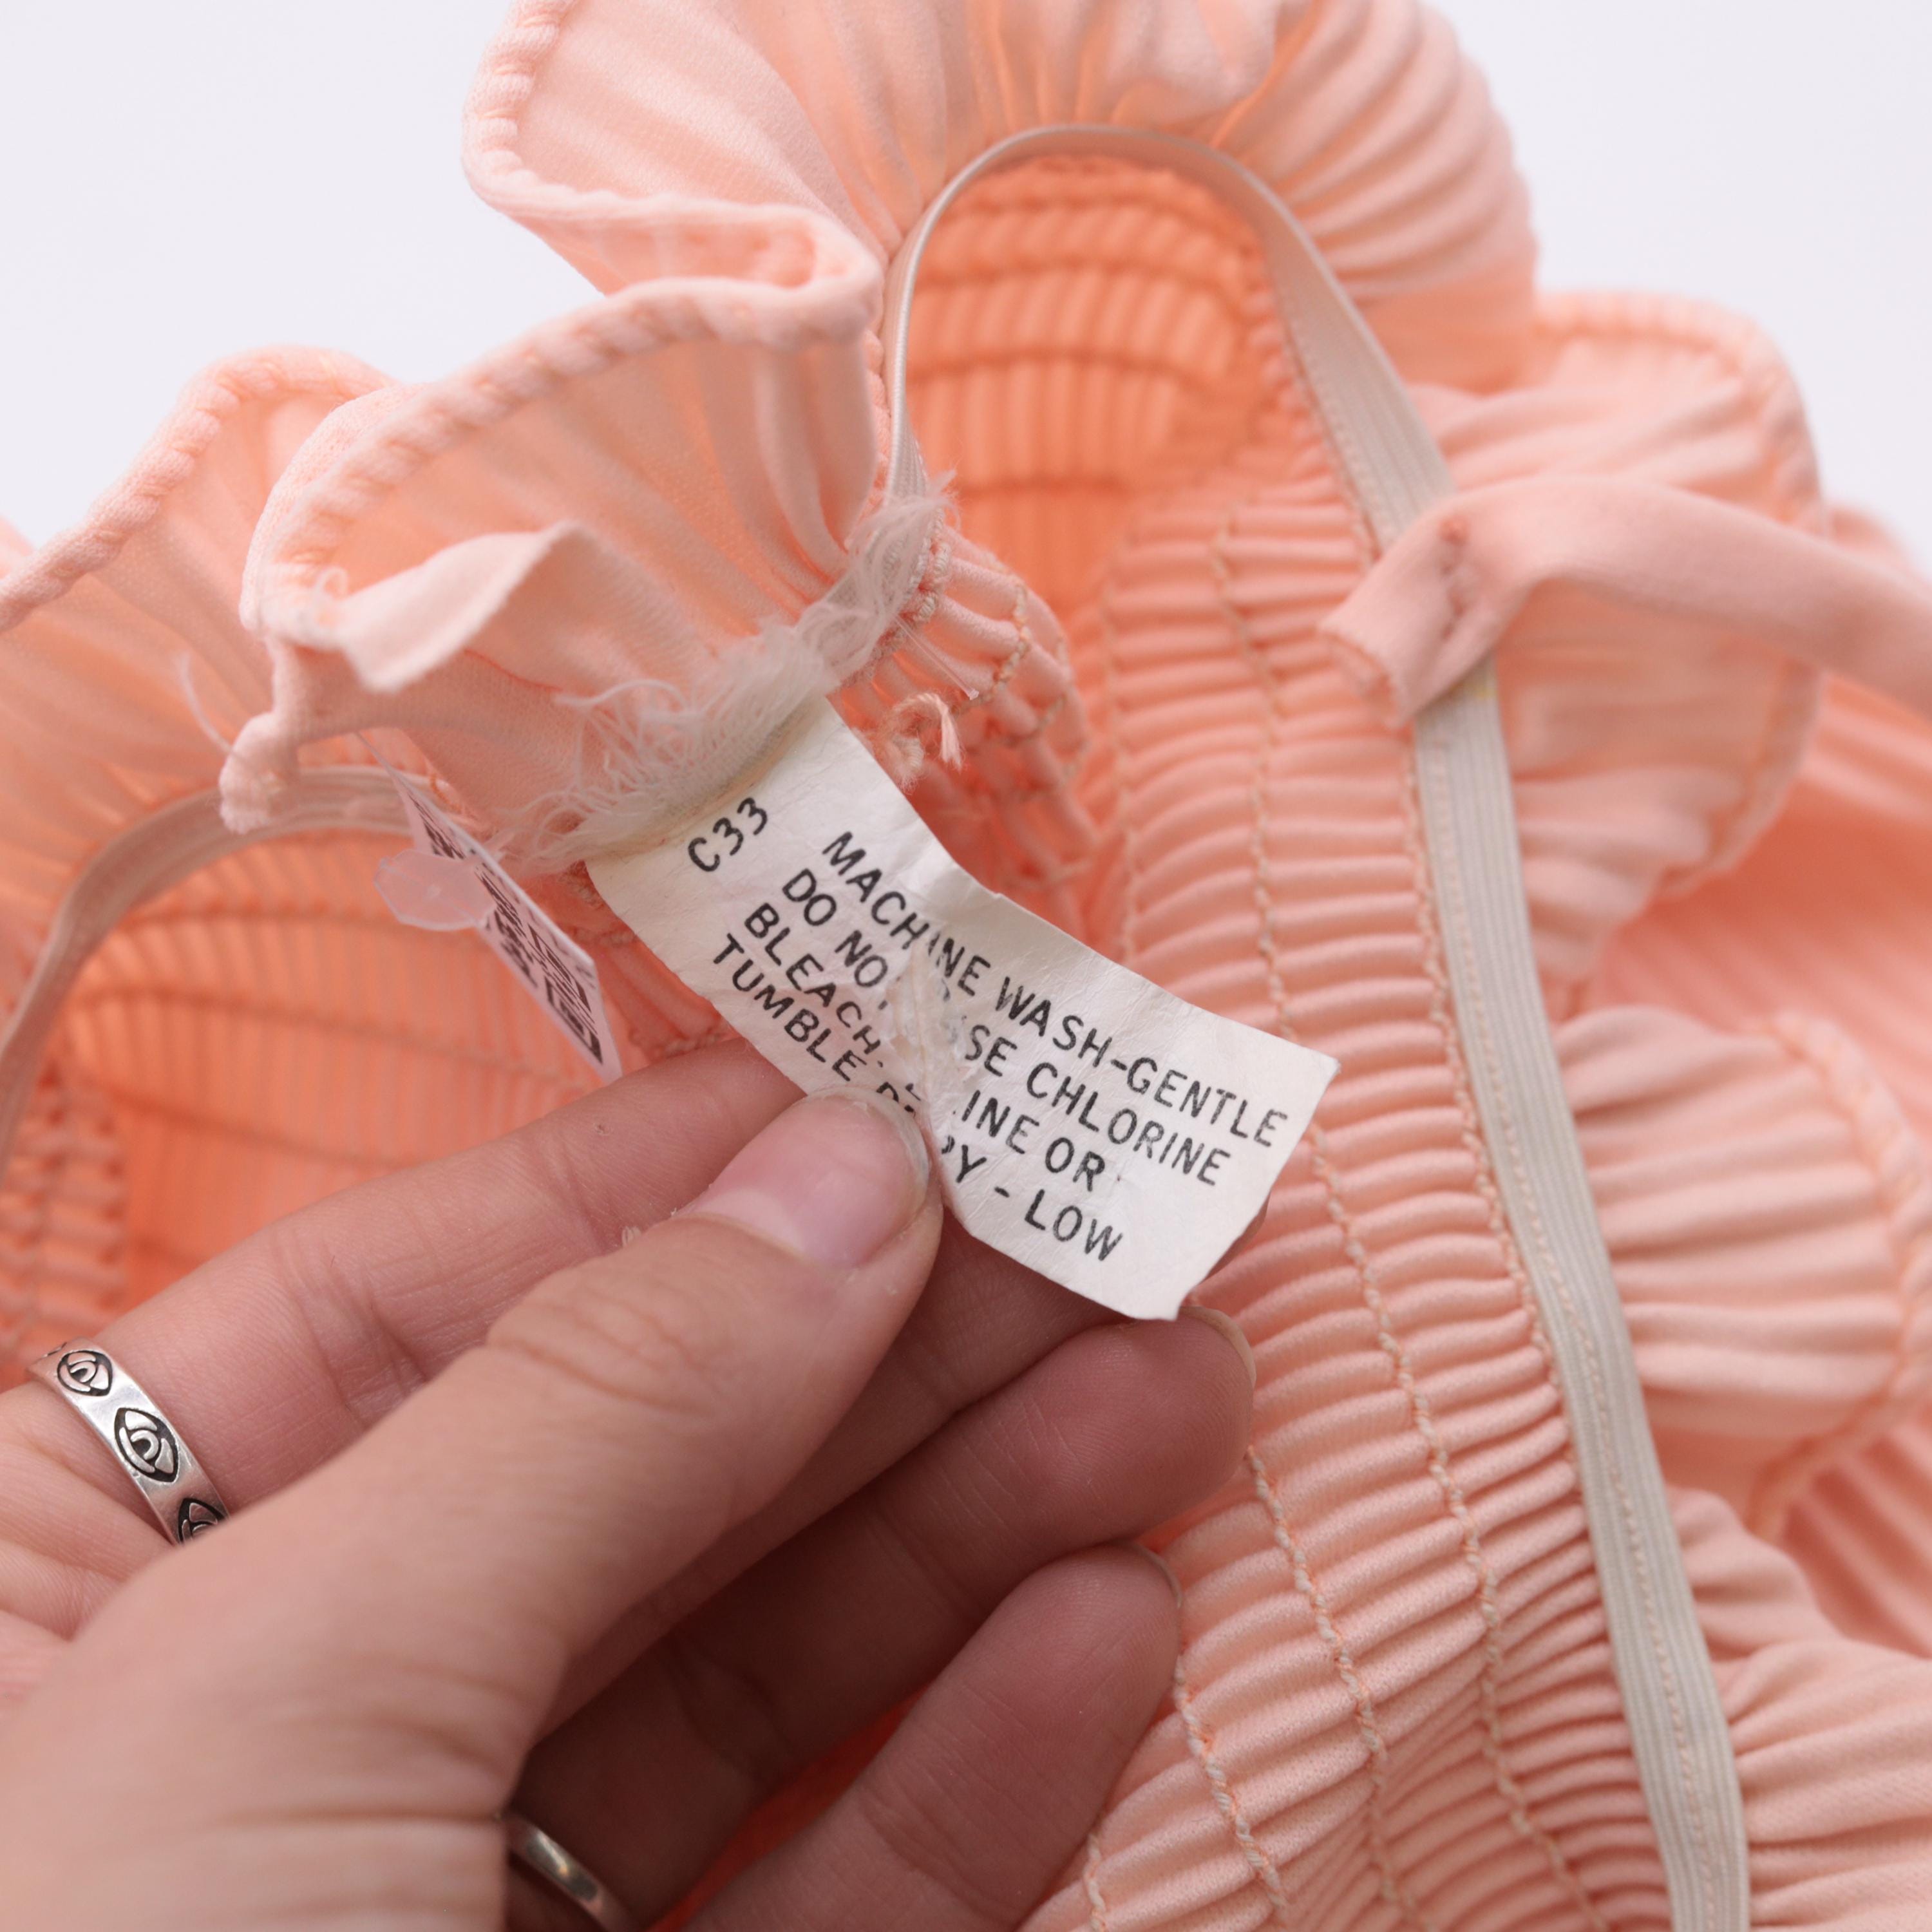 C33
MACHINE WASH-GENTLE
DO NOT USE CHLORINE
BLEACH. LINE OR
TUMBLE DRY - LOW